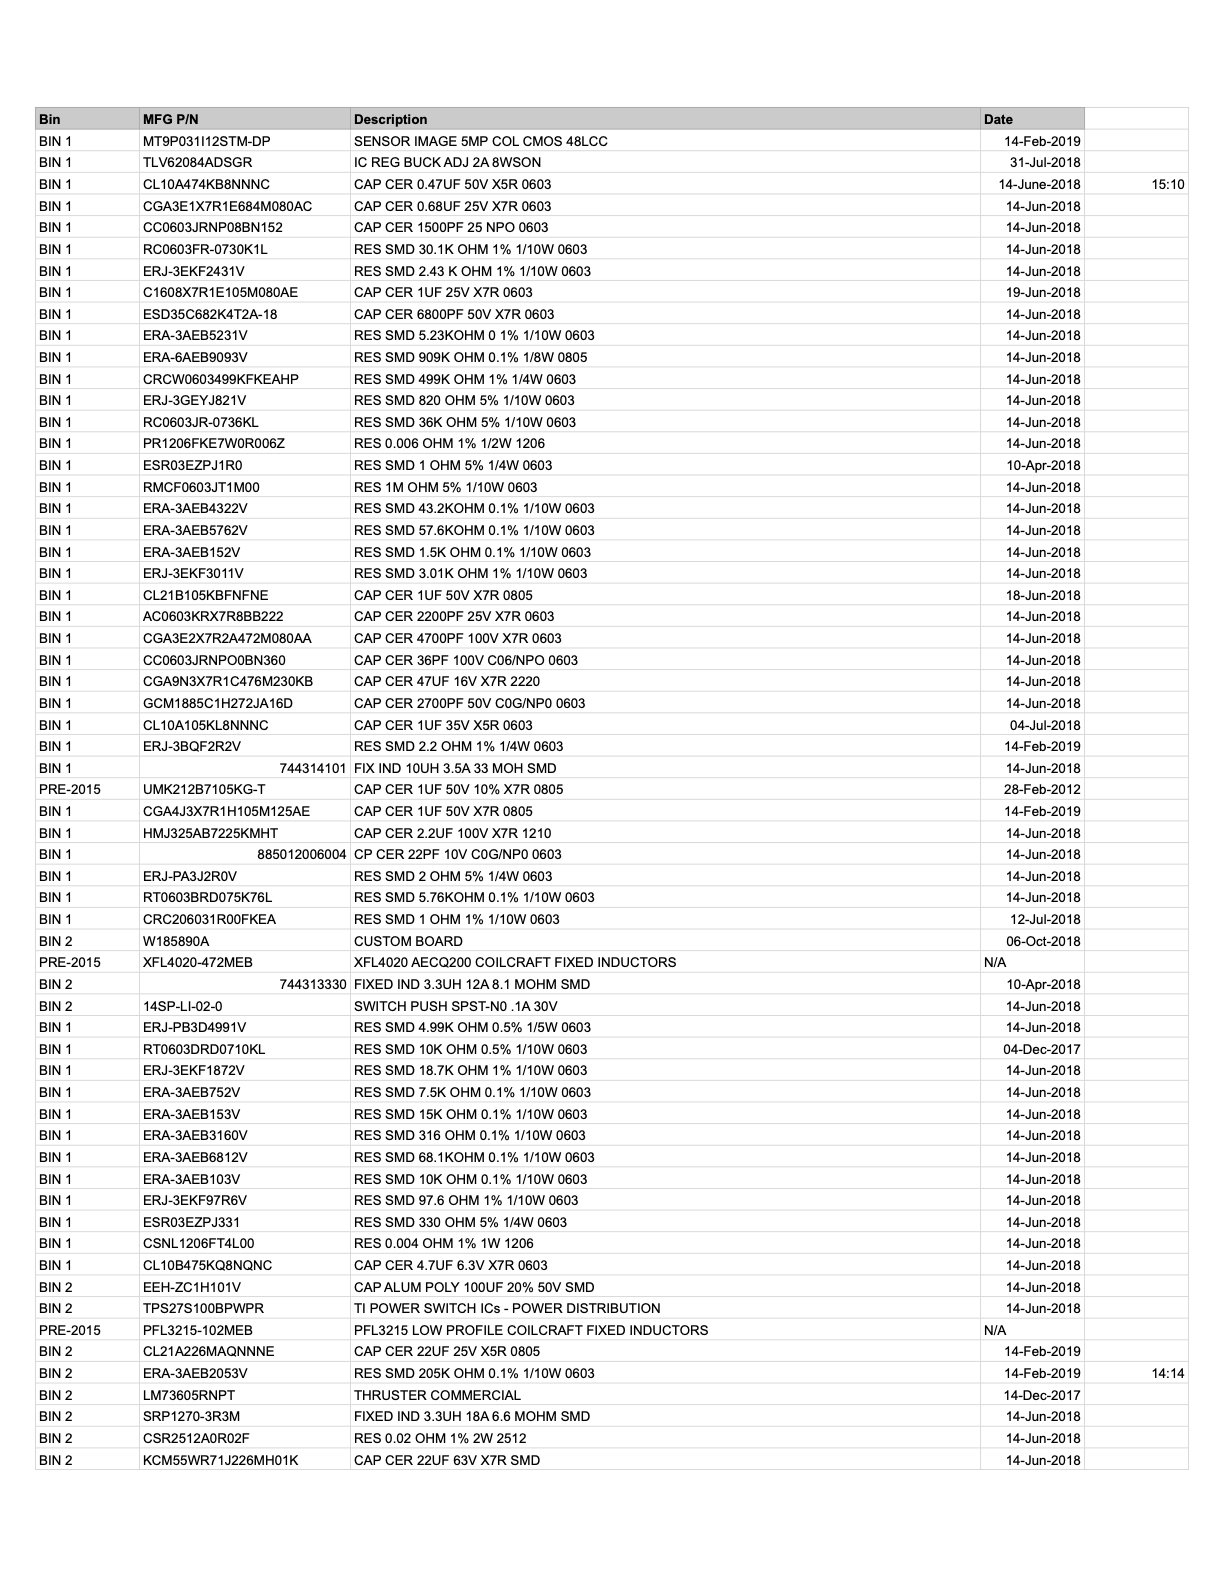 Bin MFG P/N Description Date
BIN 1 MT9P031I12STM-DP SENSOR IMAGE 5MP COL CMOS 48LCC 14-Feb-2019
BIN 1 TLV62084ADSGR IC REG BUCK ADJ 2A 8WSON 31-Jul-2018
BIN 1 CL10A474KB8NNNC CAP CER 0.47UF 50V X5R 0603 14-June-2018 15:10
BIN 1 CGA3E1X7R1E684M080AC CAP CER 0.68UF 25V X7R 0603 14-Jun-2018
BIN 1 CC0603JRNP08BN152 CAP CER 1500PF 25 NPO 0603 14-Jun-2018
BIN 1 RC0603FR-0730K1L RES SMD 30.1K OHM 1% 1/10W 0603 14-Jun-2018
BIN 1 ERJ-3EKF2431V RES SMD 2.43 K OHM 1% 1/10W 0603 14-Jun-2018
BIN 1 C1608X7R1E105M080AE CAP CER 1UF 25V X7R 0603 19-Jun-2018
BIN 1 ESD35C682K4T2A-18 CAP CER 6800PF 50V X7R 0603 14-Jun-2018
BIN 1 ERA-3AEB5231V RES SMD 5.23KOHM 0 1% 1/10W 0603 14-Jun-2018
BIN 1 ERA-6AEB9093V RES SMD 909K OHM 0.1% 1/8W 0805 14-Jun-2018
BIN 1 CRCW0603499KFKEAHP RES SMD 499K OHM 1% 1/4W 0603 14-Jun-2018
BIN 1 ERJ-3GEYJ821V RES SMD 820 OHM 5% 1/10W 0603 14-Jun-2018
BIN 1 RC0603JR-0736KL RES SMD 36K OHM 5% 1/10W 0603 14-Jun-2018
BIN 1 PR1206FKE7W0R006Z RES 0.006 OHM 1% 1/2W 1206 14-Jun-2018
BIN 1 ESR03EZPJ1R0 RES SMD 1 OHM 5% 1/4W 0603 10-Apr-2018
BIN 1 RMCF0603JT1M00 RES 1M OHM 5% 1/10W 0603 14-Jun-2018
BIN 1 ERA-3AEB4322V RES SMD 43.2KOHM 0.1% 1/10W 0603 14-Jun-2018
BIN 1 ERA-3AEB5762V RES SMD 57.6KOHM 0.1% 1/10W 0603 14-Jun-2018
BIN 1 ERA-3AEB152V RES SMD 1.5K OHM 0.1% 1/10W 0603 14-Jun-2018
BIN 1 ERJ-3EKF3011V RES SMD 3.01K OHM 1% 1/10W 0603 14-Jun-2018
BIN 1 CL21B105KBFNFNE CAP CER 1UF 50V X7R 0805 18-Jun-2018
BIN 1 AC0603KRX7R8BB222 CAP CER 2200PF 25V X7R 0603 14-Jun-2018
BIN 1 CGA3E2X7R2A472M080AA CAP CER 4700PF 100V X7R 0603 14-Jun-2018
BIN 1 CC0603JRNPO0BN360 CAP CER 36PF 100V C06/NPO 0603 14-Jun-2018
BIN 1 CGA9N3X7R1C476M230KB CAP CER 47UF 16V X7R 2220 14-Jun-2018
BIN 1 GCM1885C1H272JA16D CAP CER 2700PF 50V C0G/NP0 0603 14-Jun-2018
BIN 1 CL10A105KL8NNNC CAP CER 1UF 35V X5R 0603 04-Jul-2018
BIN 1 ERJ-3BQF2R2V RES SMD 2.2 OHM 1% 1/4W 0603 14-Feb-2019
BIN 1 744314101 FIX IND 10UH 3.5A 33 MOH SMD 14-Jun-2018
PRE-2015 UMK212B7105KG-T CAP CER 1UF 50V 10% X7R 0805 28-Feb-2012
BIN 1 CGA4J3X7R1H105M125AE CAP CER 1UF 50V X7R 0805 14-Feb-2019
BIN 1 HMJ325AB7225KMHT CAP CER 2.2UF 100V X7R 1210 14-Jun-2018
BIN 1 885012006004 CP CER 22PF 10V C0G/NP0 0603 14-Jun-2018
BIN 1 ERJ-PA3J2R0V RES SMD 2 OHM 5% 1/4W 0603 14-Jun-2018
BIN 1 RT0603BRD075K76L RES SMD 5.76KOHM 0.1% 1/10W 0603 14-Jun-2018
BIN 1 CRC206031R00FKEA RES SMD 1 OHM 1% 1/10W 0603 12-Jul-2018
BIN 2 W185890A CUSTOM BOARD 06-Oct-2018
PRE-2015 XFL4020-472MEB XFL4020 AECQ200 COILCRAFT FIXED INDUCTORS N/A
BIN 2 744313330 FIXED IND 3.3UH 12A 8.1 MOHM SMD 10-Apr-2018
BIN 2 14SP-LI-02-0 SWITCH PUSH SPST-N0 .1A 30V 14-Jun-2018
BIN 1 ERJ-PB3D4991V RES SMD 4.99K OHM 0.5% 1/5W 0603 14-Jun-2018
BIN 1 RT0603DRD0710KL RES SMD 10K OHM 0.5% 1/10W 0603 04-Dec-2017
BIN 1 ERJ-3EKF1872V RES SMD 18.7K OHM 1% 1/10W 0603 14-Jun-2018
BIN 1 ERA-3AEB752V RES SMD 7.5K OHM 0.1% 1/10W 0603 14-Jun-2018
BIN 1 ERA-3AEB153V RES SMD 15K OHM 0.1% 1/10W 0603 14-Jun-2018
BIN 1 ERA-3AEB3160V RES SMD 316 OHM 0.1% 1/10W 0603 14-Jun-2018
BIN 1 ERA-3AEB6812V RES SMD 68.1KOHM 0.1% 1/10W 0603 14-Jun-2018
BIN 1 ERA-3AEB103V RES SMD 10K OHM 0.1% 1/10W 0603 14-Jun-2018
BIN 1 ERJ-3EKF97R6V RES SMD 97.6 OHM 1% 1/10W 0603 14-Jun-2018
BIN 1 ESR03EZPJ331 RES SMD 330 OHM 5% 1/4W 0603 14-Jun-2018
BIN 1 CSNL1206FT4L00 RES 0.004 OHM 1% 1W 1206 14-Jun-2018
BIN 1 CL10B475KQ8NQNC CAP CER 4.7UF 6.3V X7R 0603 14-Jun-2018
BIN 2 EEH-ZC1H101V CAP ALUM POLY 100UF 20% 50V SMD 14-Jun-2018
BIN 2 TPS27S100BPWPR TI POWER SWITCH ICs - POWER DISTRIBUTION 14-Jun-2018
PRE-2015 PFL3215-102MEB PFL3215 LOW PROFILE COILCRAFT FIXED INDUCTORS N/A
BIN 2 CL21A226MAQNNNE CAP CER 22UF 25V X5R 0805 14-Feb-2019
BIN 2 ERA-3AEB2053V RES SMD 205K OHM 0.1% 1/10W 0603 14-Feb-2019 14:14
BIN 2 LM73605RNPT THRUSTER COMMERCIAL 14-Dec-2017
BIN 2 SRP1270-3R3M FIXED IND 3.3UH 18A 6.6 MOHM SMD 14-Jun-2018
BIN 2 CSR2512A0R02F RES 0.02 OHM 1% 2W 2512 14-Jun-2018
BIN 2 KCM55WR71J226MH01K CAP CER 22UF 63V X7R SMD 14-Jun-2018